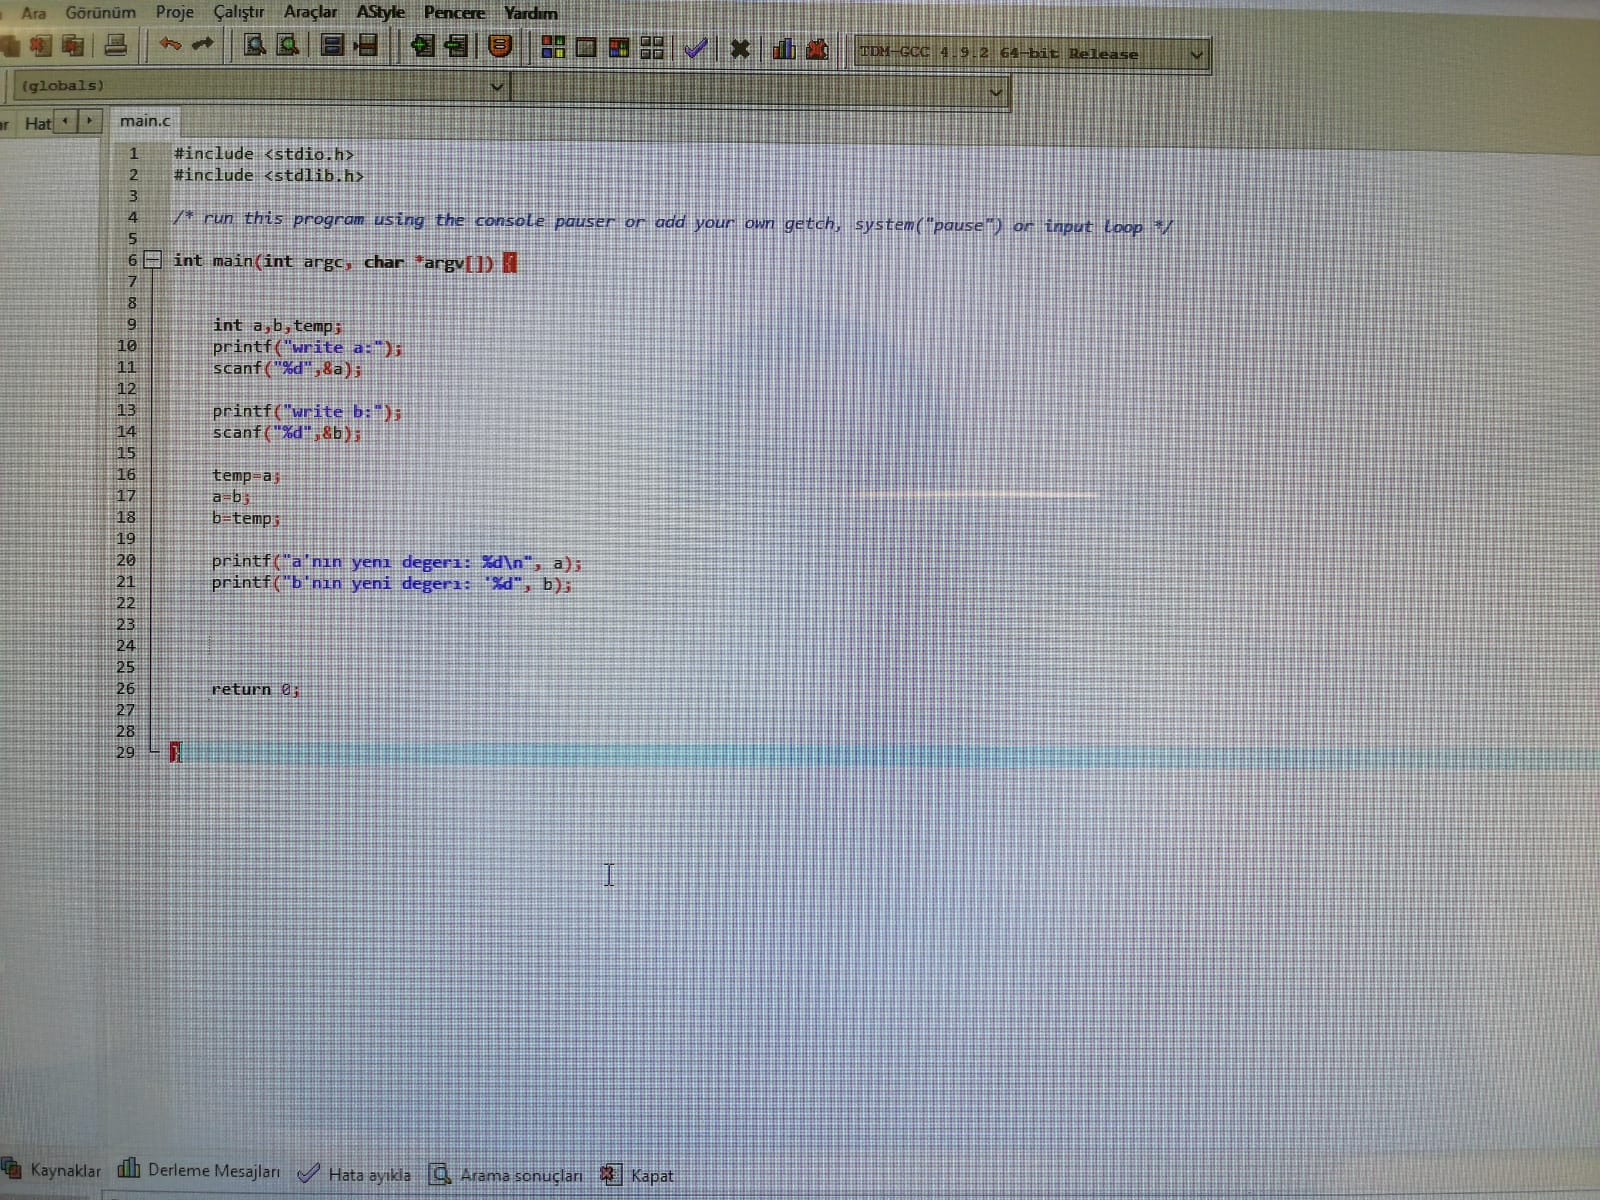 Ara Görünüm Proje Çalıştır Araçlar AStyle Pencere Yardım
TDM-GCC 4.9.2 64-bit Release
(globals)
Hat main.c
1 #include <stdio.h>
2 #include <stdlib.h>
3
4 /* run this program using the console pauser or add your own getch, system("pause") or input loop */
5
6 int main(int argc, char *argv[]) {
7
8
9 int a,b,temp;
10 printf("write a:");
11 scanf("%d",&a);
12
13 printf("write b:");
14 scanf("%d",&b);
15
16 temp=a;
17 a=b;
18 b=temp;
19
20 printf("a'nın yenı degerı: %d\n", a);
21 printf("b'nın yeni degerı: '%d", b);
22
23
24
25
26 return 0;
27
28
29 }
Kaynaklar Derleme Mesajları Hata ayıkla Arama sonuçları Kapat